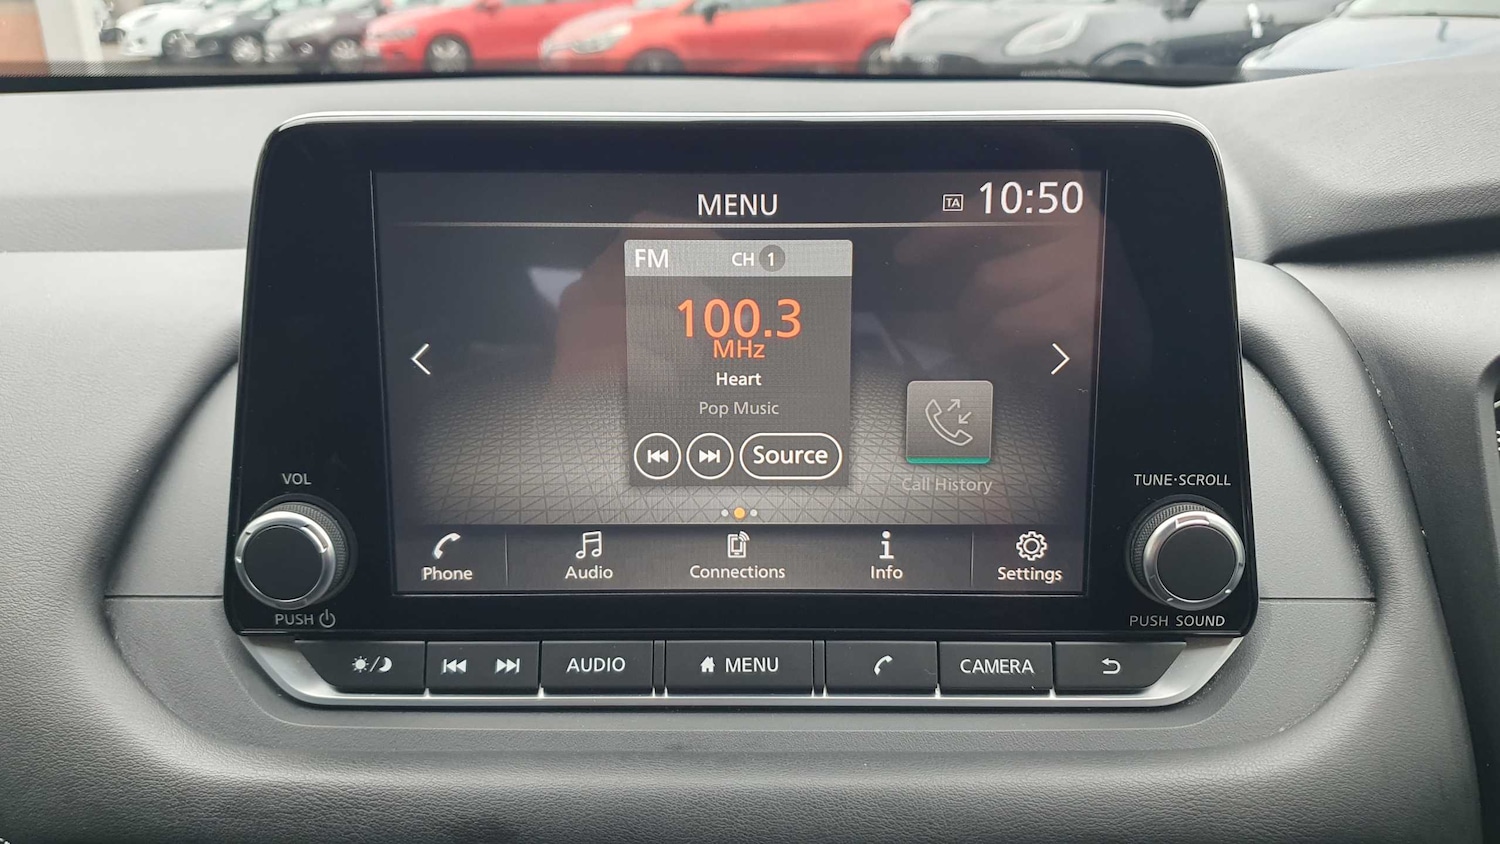 MENU
TA 10:50
FM CH 1
100.3
MHz
Heart
Pop Music
Source
Call History
Phone Audio Connections Info Settings
VOL
PUSH
TUNE·SCROLL
PUSH SOUND
AUDIO MENU CAMERA